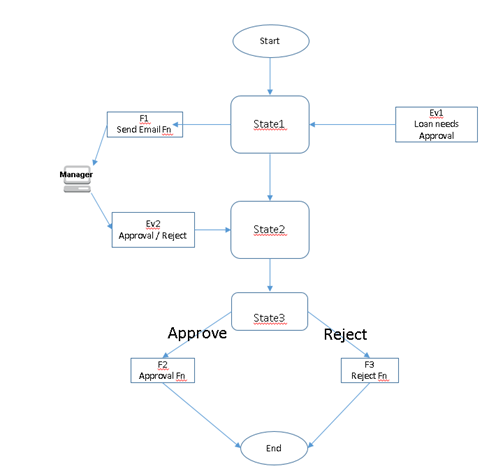 Start
State1
Ev1
Loan needs
Approval
F1
Send Email Fn
Manager
Ev2
Approval / Reject
State2
State3
Approve
Reject
F2
Approval Fn
F3
Reject Fn
End